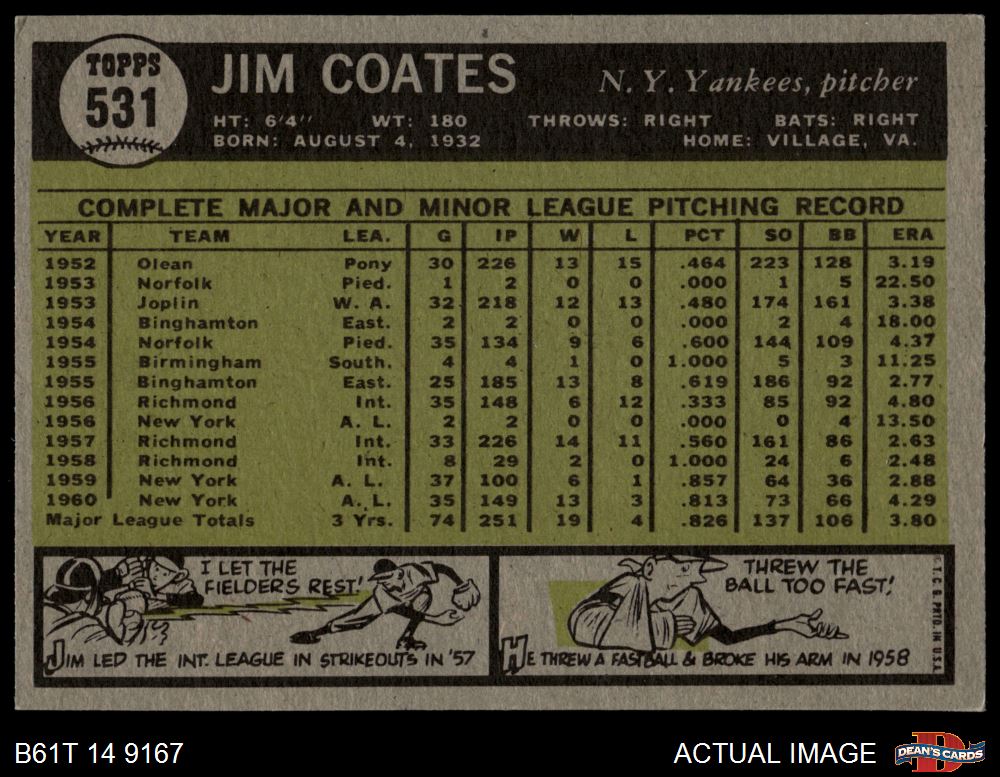 TOPPS
531
JIM COATES
N. Y. Yankees, pitcher
HT: 6'4" WT: 180 THROWS: RIGHT BATS: RIGHT
BORN: AUGUST 4, 1932 HOME: VILLAGE, VA.
COMPLETE MAJOR AND MINOR LEAGUE PITCHING RECORD
YEAR TEAM LEA. G IP W L PCT SO BB ERA
1952 Olean Pony 30 226 13 15 .464 223 128 3.19
1953 Norfolk Pied. 1 2 0 0 .000 1 5 22.50
1953 Joplin W. A. 32 218 12 13 .480 174 161 3.38
1954 Binghamton East. 2 2 0 0 .000 2 4 18.00
1954 Norfolk Pied. 35 134 9 6 .600 144 109 4.37
1955 Birmingham South. 4 4 1 0 1.000 5 3 11.25
1955 Binghamton East. 25 185 13 8 .619 186 92 2.77
1956 Richmond Int. 35 148 6 12 .333 85 92 4.80
1956 New York A. L. 2 2 0 0 .000 0 4 13.50
1957 Richmond Int. 33 226 14 11 .560 161 86 2.63
1958 Richmond Int. 8 29 2 0 1.000 24 6 2.48
1959 New York A. L. 37 100 6 1 .857 64 36 2.88
1960 New York A. L. 35 149 13 3 .813 73 66 4.29
Major League Totals 3 Yrs. 74 251 19 4 .826 137 106 3.80
I LET THE
FIELDERS REST!
JIM LED THE INT. LEAGUE IN STRIKEOUTS IN '57
THREW THE
BALL TOO FAST!
HE THREW A FASTBALL & BROKE HIS ARM IN 1958
T. C. G. PRTD. IN U.S.A.
B61T 14 9167
ACTUAL IMAGE
DEAN'S CARDS